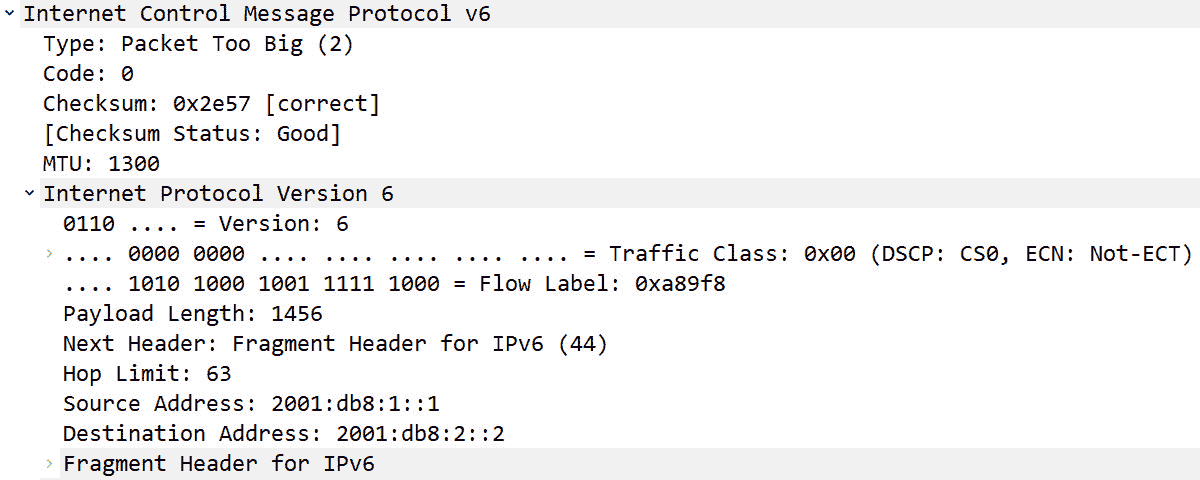 Internet Control Message Protocol v6
Type: Packet Too Big (2)
Code: 0
Checksum: 0x2e57 [correct]
[Checksum Status: Good]
MTU: 1300
Internet Protocol Version 6
0110 .... = Version: 6
.... 0000 0000 .... .... .... .... .... = Traffic Class: 0x00 (DSCP: CS0, ECN: Not-ECT)
.... 1010 1000 1001 1111 1000 = Flow Label: 0xa89f8
Payload Length: 1456
Next Header: Fragment Header for IPv6 (44)
Hop Limit: 63
Source Address: 2001:db8:1::1
Destination Address: 2001:db8:2::2
Fragment Header for IPv6